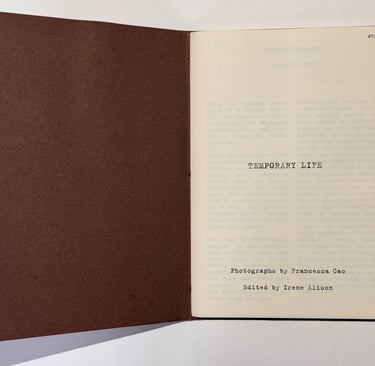 TEMPORARY LIFE
Photographs by Francesca Cao
Edited by Irene Alison